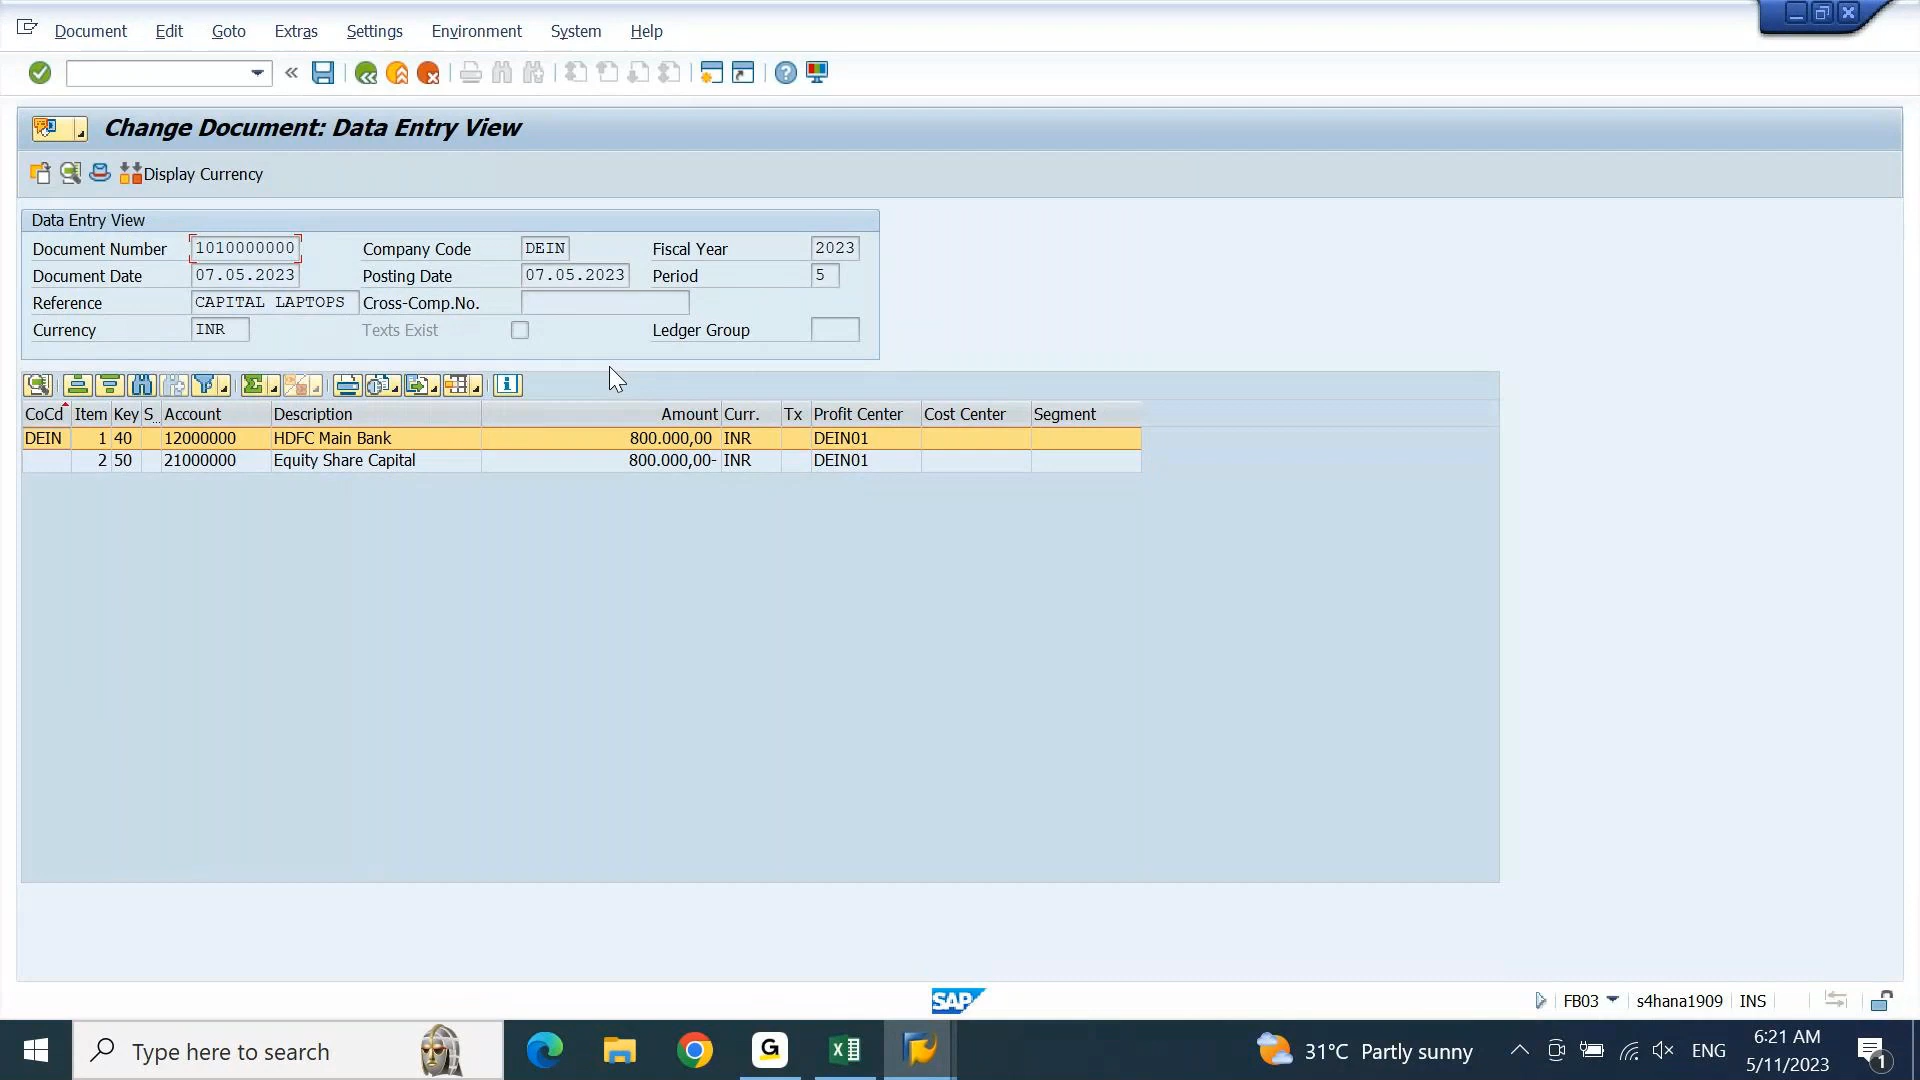 Document Edit Goto Extras Settings Environment System Help
Change Document: Data Entry View
Display Currency
Data Entry View
Document Number 1010000000 Company Code DEIN Fiscal Year 2023
Document Date 07.05.2023 Posting Date 07.05.2023 Period 5
Reference CAPITAL LAPTOPS Cross-Comp.No.
Currency INR Texts Exist Ledger Group
CoCd Item Key S... Account Description Amount Curr. Tx Profit Center Cost Center Segment
DEIN 1 40 12000000 HDFC Main Bank 800.000,00 INR DEIN01
2 50 21000000 Equity Share Capital 800.000,00- INR DEIN01
SAP FB03 s4hana1909 INS
Type here to search G 31°C Partly sunny ENG 6:21 AM
5/11/2023 1